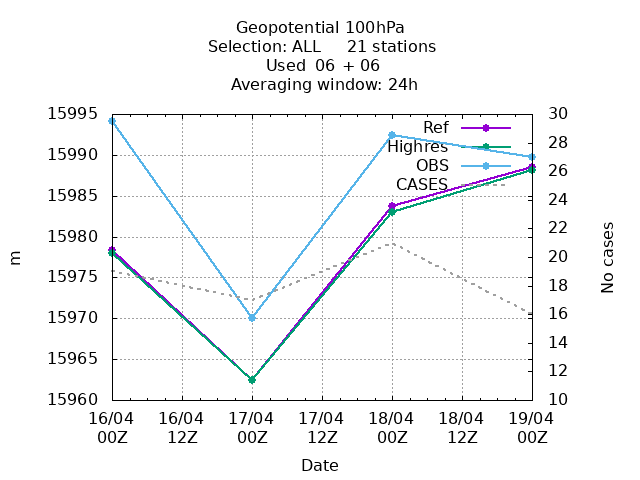 Geopotential 100hPa
Selection: ALL     21 stations
Used  06 + 06
Averaging window: 24h
15995
15990
15985
15980
15975
15970
15965
15960
m
30
28
26
24
22
20
18
16
14
12
10
No cases
Ref
Highres
OBS
CASES
16/04 16/04 17/04 17/04 18/04 18/04 19/04
00Z 12Z 00Z 12Z 00Z 12Z 00Z
Date